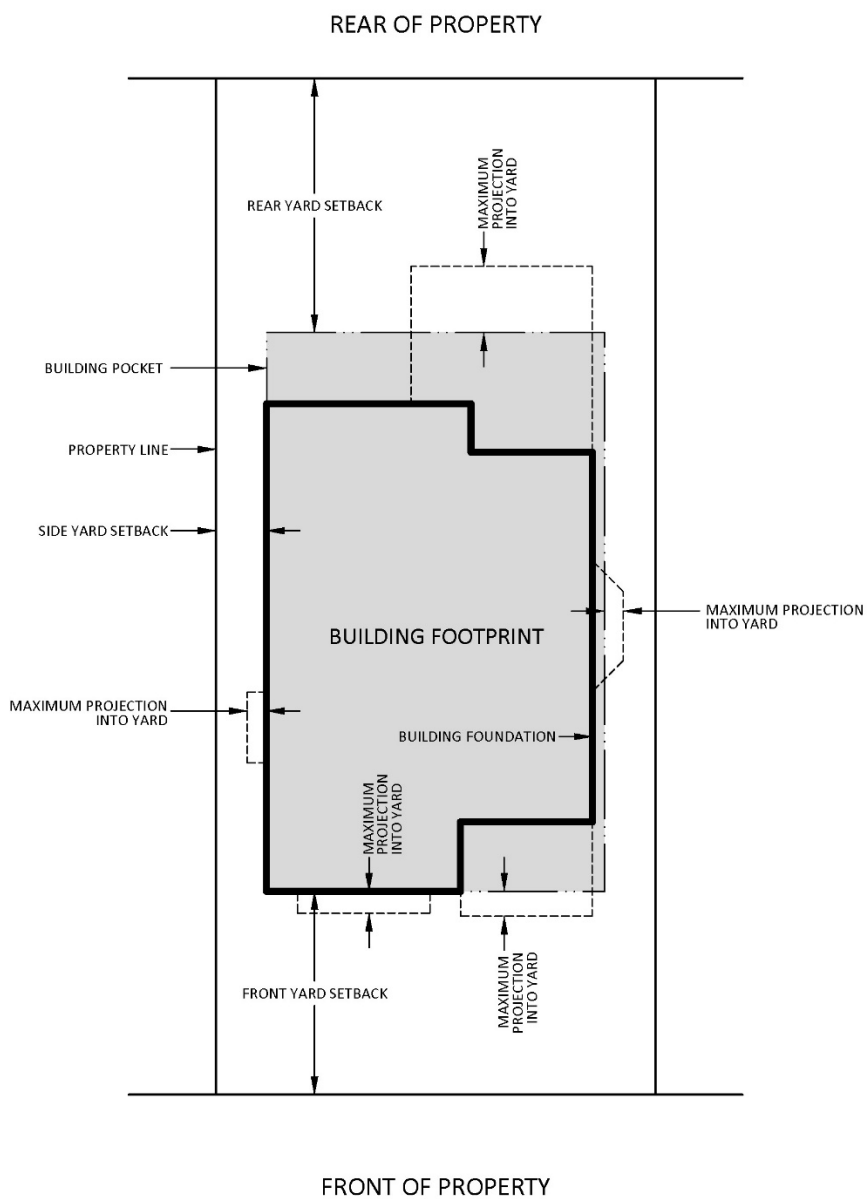 REAR OF PROPERTY
MAXIMUM
PROJECTION
INTO YARD
REAR YARD SETBACK
BUILDING POCKET
PROPERTY LINE
SIDE YARD SETBACK
MAXIMUM PROJECTION
INTO YARD
BUILDING FOOTPRINT
MAXIMUM PROJECTION
INTO YARD
BUILDING FOUNDATION
MAXIMUM
PROJECTION
INTO YARD
FRONT YARD SETBACK
MAXIMUM
PROJECTION
INTO YARD
FRONT OF PROPERTY